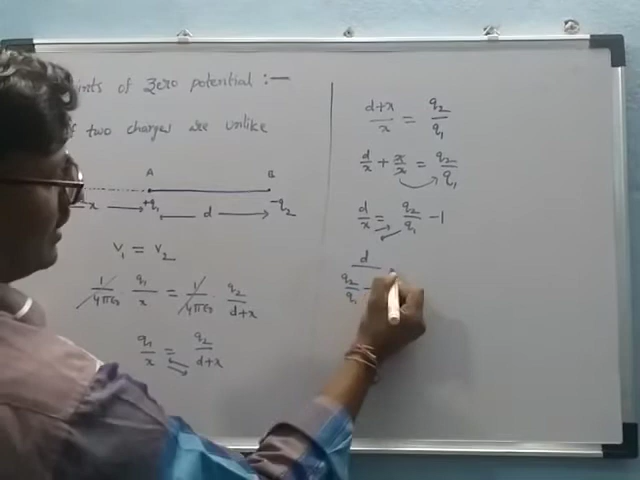 ints of Zero potential :-
f two charges are unlike
A B
x +q₁ d -q₂
V₁ = V₂
1/4πε₀ · q₁/x = 1/4πε₀ · q₂/d+x
q₁/x = q₂/d+x
d+x/x = q₂/q₁
d/x + x/x = q₂/q₁
d/x = q₂/q₁ - 1
d/q₂/q₁ -